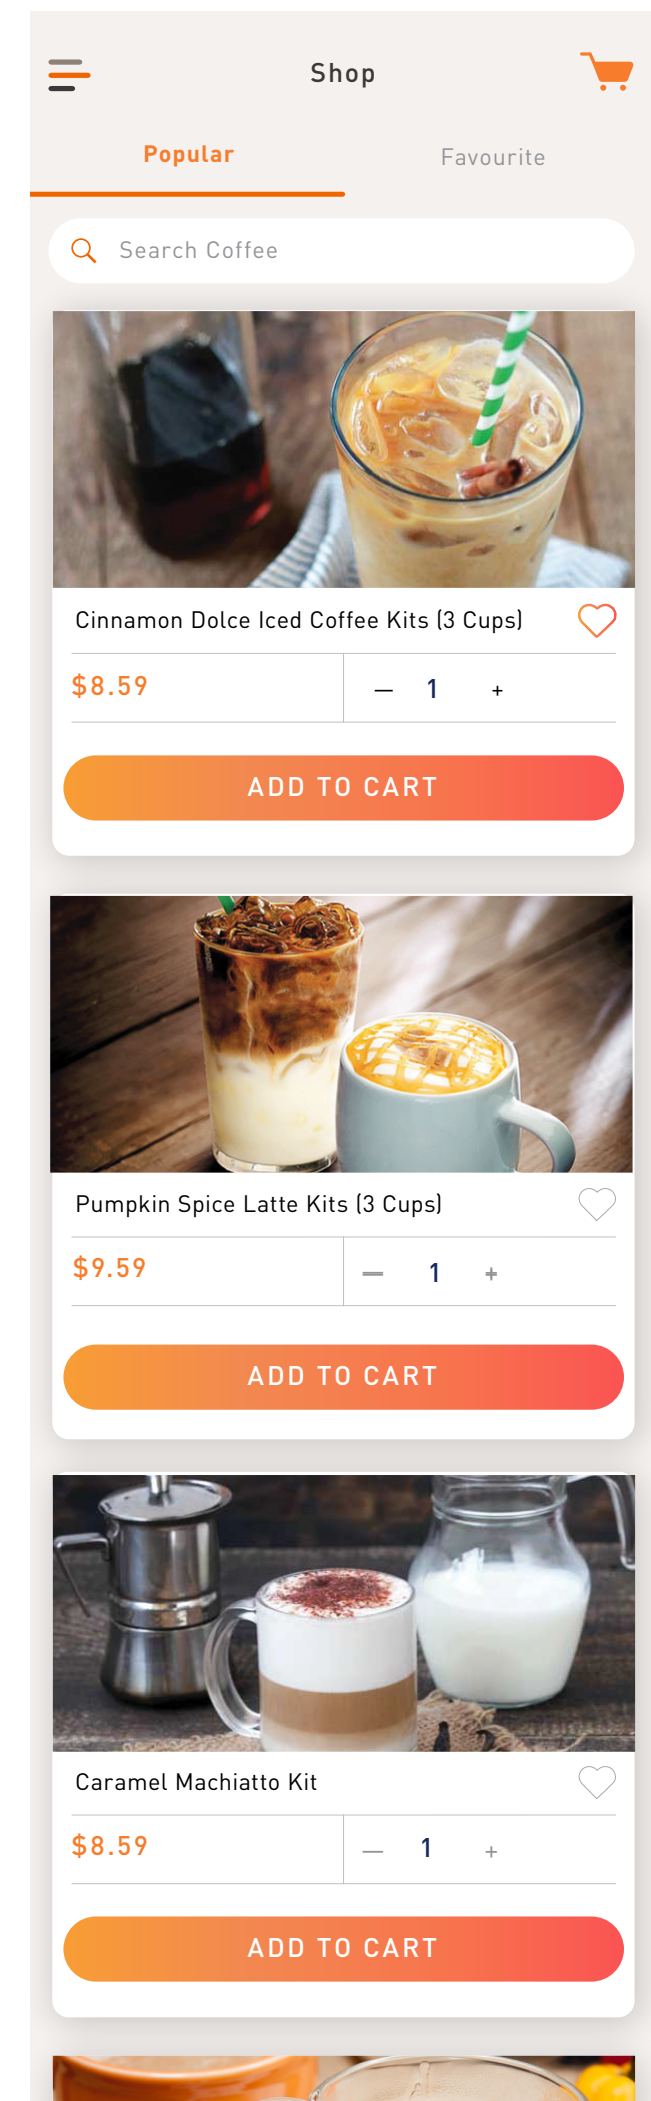 Shop
Popular
Favourite
Search Coffee
Cinnamon Dolce Iced Coffee Kits (3 Cups)
$8.59
— 1 +
ADD TO CART
Pumpkin Spice Latte Kits (3 Cups)
$9.59
— 1 +
ADD TO CART
Caramel Machiatto Kit
$8.59
— 1 +
ADD TO CART